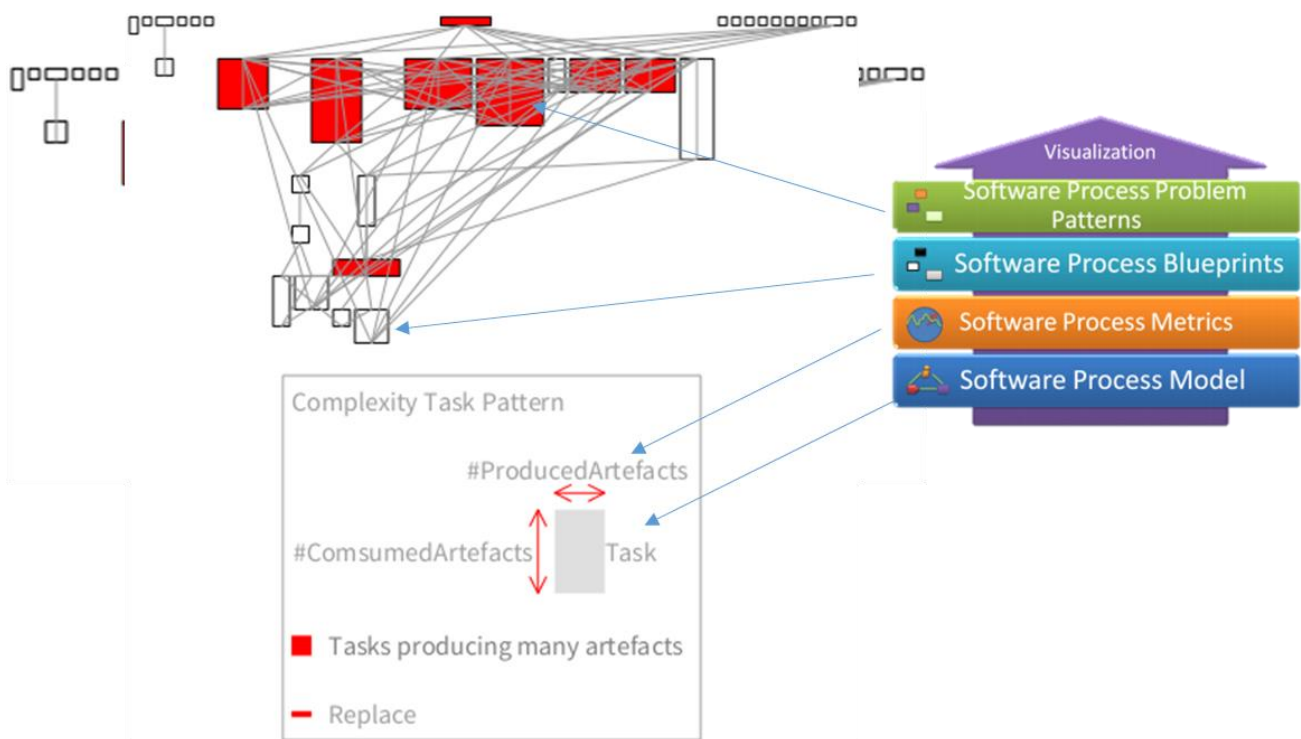 Visualization
Software Process Problem
Patterns
Software Process Blueprints
Software Process Metrics
Software Process Model
Complexity Task Pattern
#ProducedArtefacts
#ComsumedArtefacts
Task
Tasks producing many artefacts
Replace